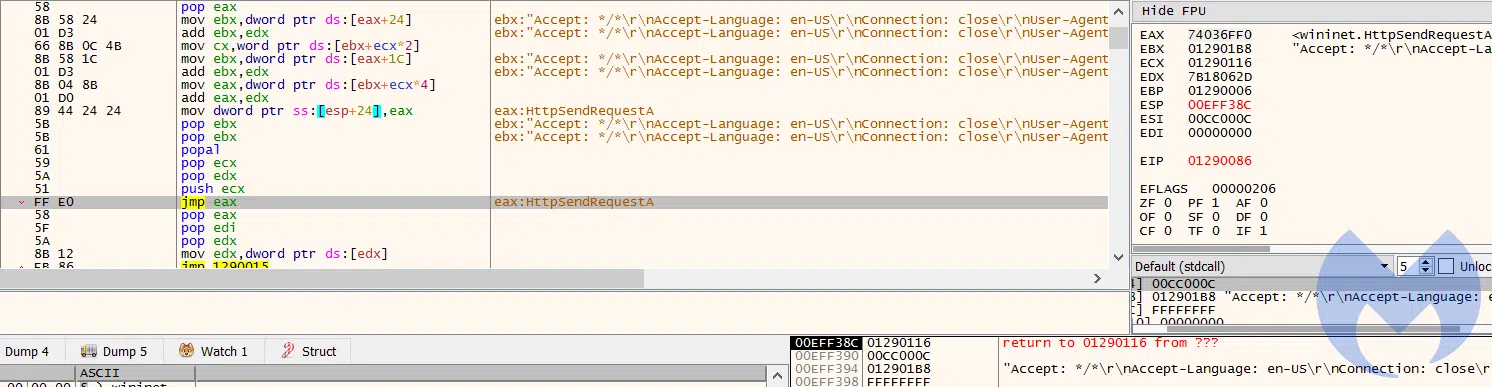 58 pop eax
8B 58 24 mov ebx,dword ptr ds:[eax+24] ebx:"Accept: */*\r\nAccept-Language: en-US\r\nConnection: close\r\nUser-Agent
01 D3 add ebx,edx ebx:"Accept: */*\r\nAccept-Language: en-US\r\nConnection: close\r\nUser-Agent
66 8B 0C 4B mov cx,word ptr ds:[ebx+ecx*2]
8B 58 1C mov ebx,dword ptr ds:[eax+1C] ebx:"Accept: */*\r\nAccept-Language: en-US\r\nConnection: close\r\nUser-Agent
01 D3 add ebx,edx ebx:"Accept: */*\r\nAccept-Language: en-US\r\nConnection: close\r\nUser-Agent
8B 04 8B mov eax,dword ptr ds:[ebx+ecx*4]
01 D0 add eax,edx
89 44 24 24 mov dword ptr ss:[esp+24],eax eax:HttpSendRequestA
5B pop ebx ebx:"Accept: */*\r\nAccept-Language: en-US\r\nConnection: close\r\nUser-Agent
5B pop ebx ebx:"Accept: */*\r\nAccept-Language: en-US\r\nConnection: close\r\nUser-Agent
61 popal
59 pop ecx
5A pop edx
51 push ecx
FF E0 jmp eax eax:HttpSendRequestA
58 pop eax
5F pop edi
5A pop edx
8B 12 mov edx,dword ptr ds:[edx]
EB 86 jmp 1290015
Hide FPU
EAX 74036FF0 <wininet.HttpSendRequestA
EBX 012901B8 "Accept: */*\r\nAccept-La
ECX 01290116
EDX 7B18062D
EBP 01290006
ESP 00EFF38C
ESI 00CC000C
EDI 00000000
EIP 01290086
EFLAGS 00000206
ZF 0 PF 1 AF 0
OF 0 SF 0 DF 0
CF 0 TF 0 IF 1
Default (stdcall) 5 Unloc
4] 00CC000C
8] 012901B8 "Accept: */*\r\nAccept-Language: e
C] FFFFFFFF
10] 00000000
Dump 4 Dump 5 Watch 1 Struct
ASCII
00EFF38C 01290116 return to 01290116 from ???
00EFF390 00CC000C
00EFF394 012901B8 "Accept: */*\r\nAccept-Language: en-US\r\nConnection: close\r
00EFF398 FFFFFFFF